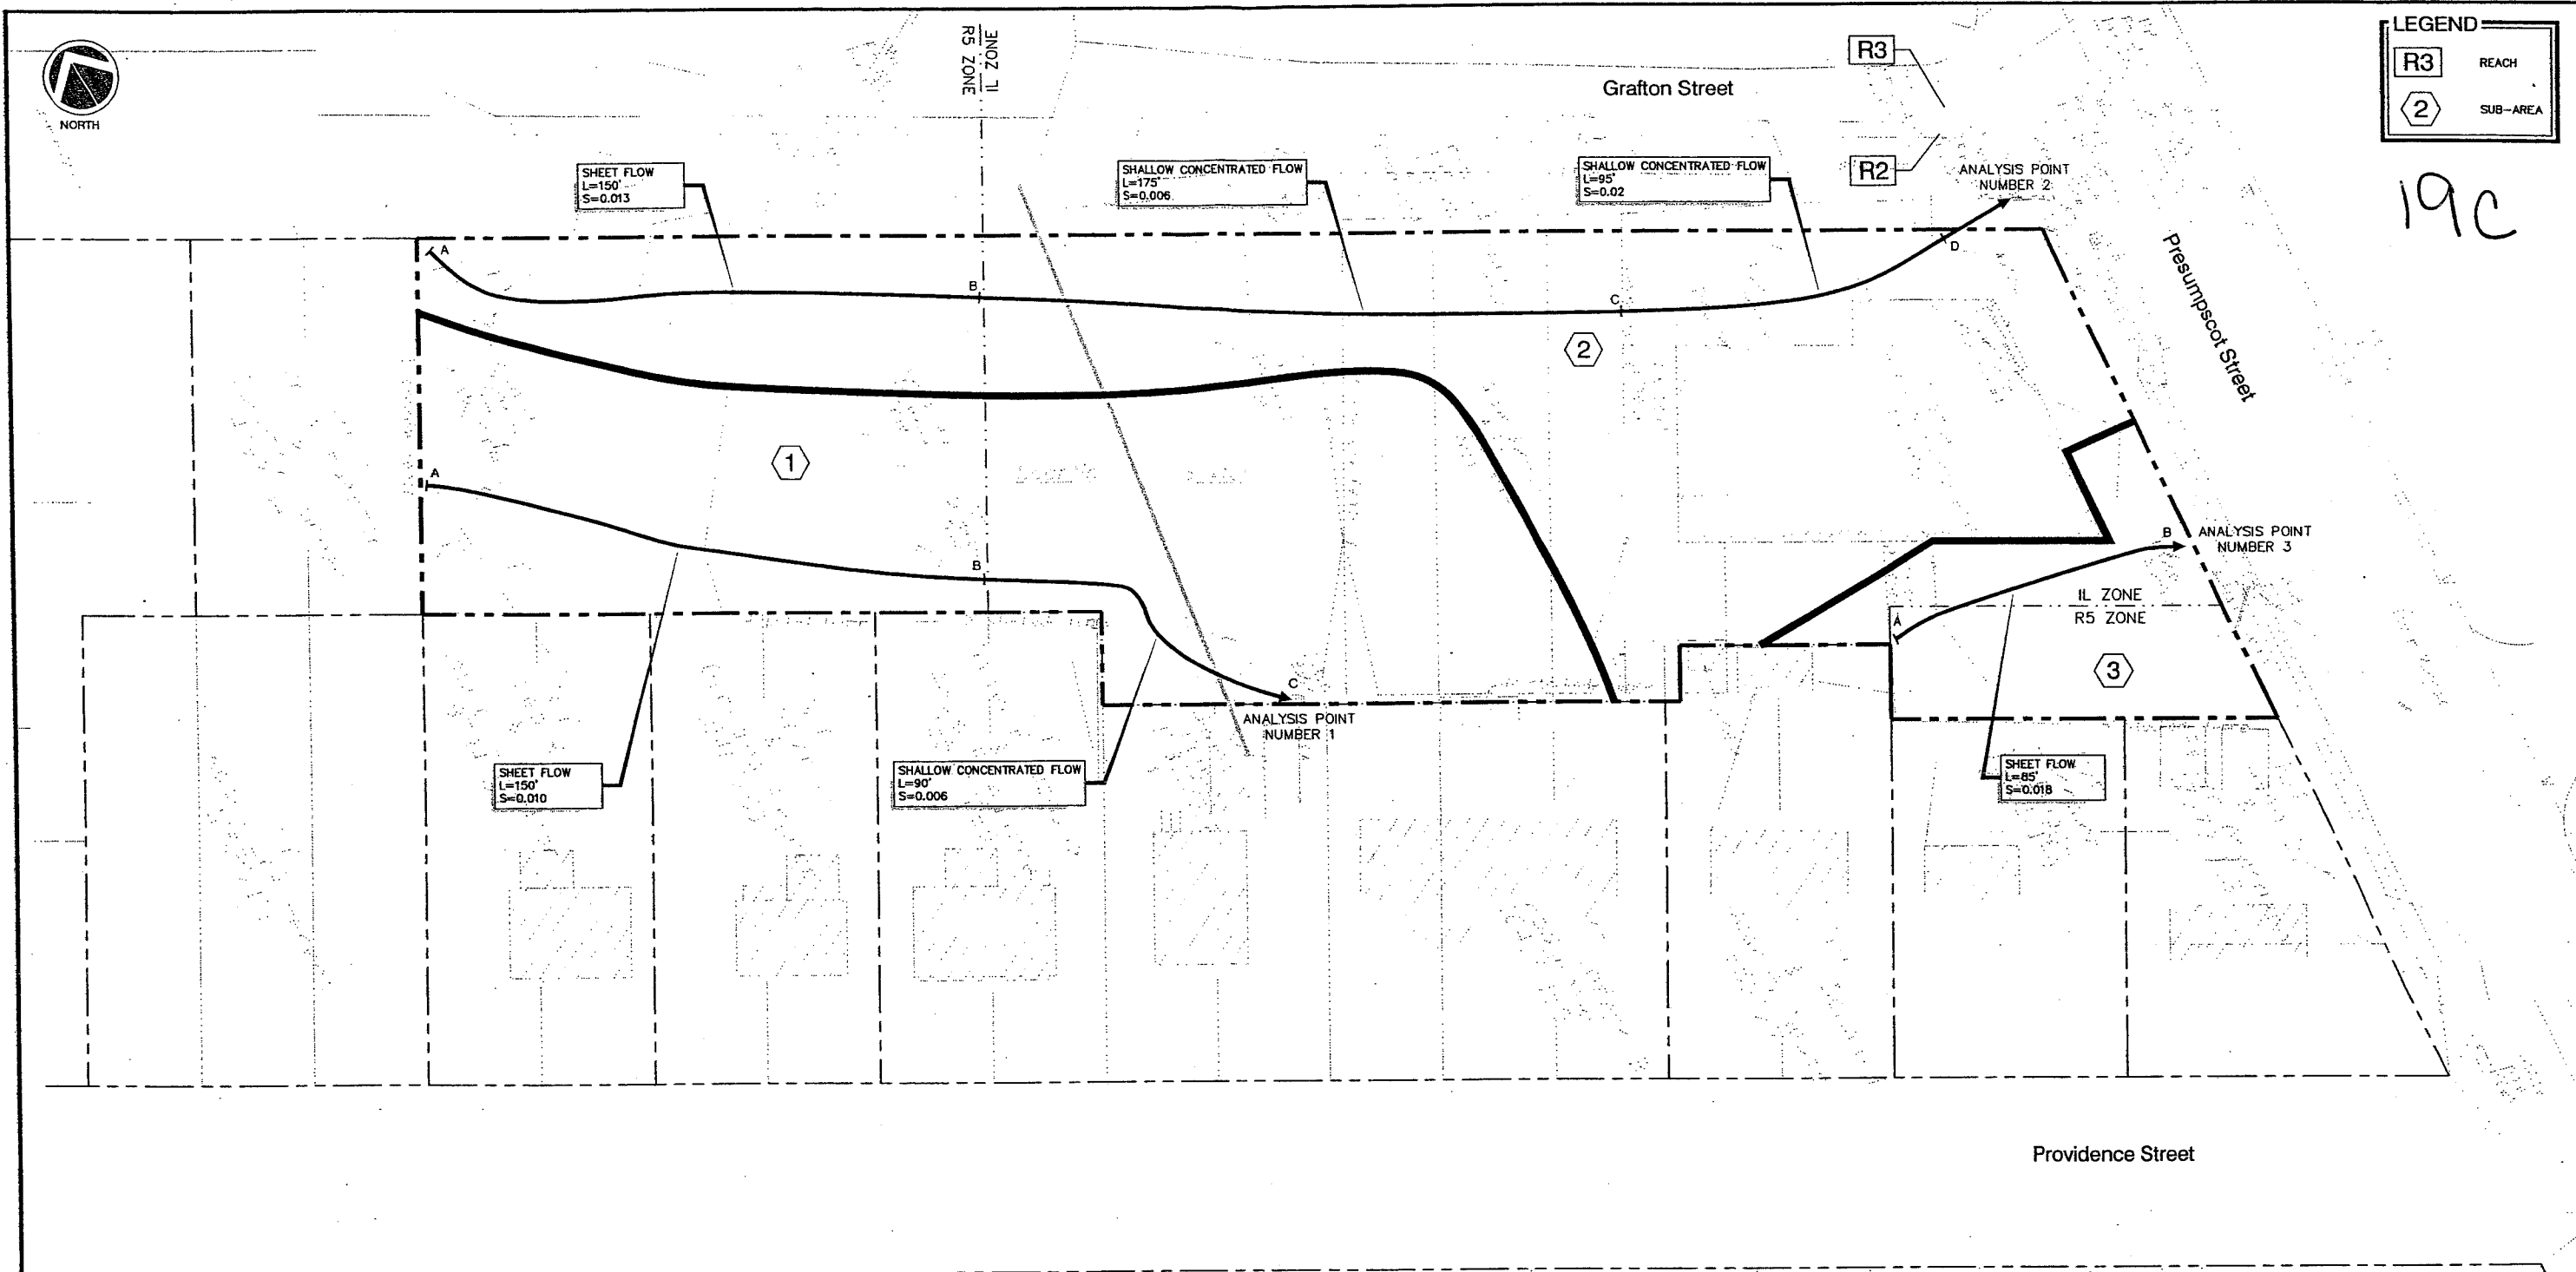 NORTH
IL ZONE
R5 ZONE
Grafton Street
R3
R2
ANALYSIS POINT
NUMBER 2
LEGEND
R3 REACH
2 SUB-AREA
19C
SHEET FLOW
L=150'
S=0.013
SHALLOW CONCENTRATED FLOW
L=175'
S=0.006
SHALLOW CONCENTRATED FLOW
L=95'
S=0.02
Presumpscot Street
A
B
C
D
2
1
A
B
C
ANALYSIS POINT
NUMBER 1
B
ANALYSIS POINT
NUMBER 3
IL ZONE
R5 ZONE
A
3
SHEET FLOW
L=150'
S=0.010
SHALLOW CONCENTRATED FLOW
L=90'
S=0.006
SHEET FLOW
L=85'
S=0.018
Providence Street